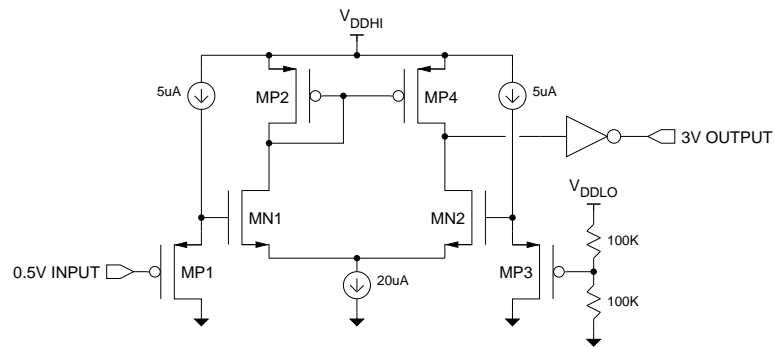 VDDHI
5uA
MP2
MP4
5uA
3V OUTPUT
VDDLO
MN1
MN2
100K
0.5V INPUT
MP1
20uA
MP3
100K